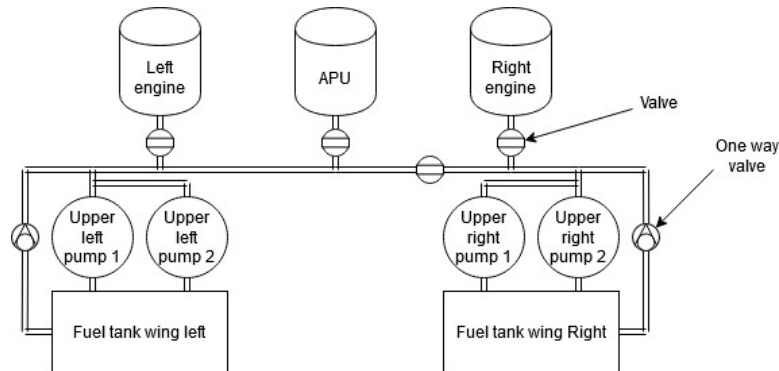 Left
engine
APU
Right
engine
Valve
One way
valve
Upper
left
pump 1
Upper
left
pump 2
Upper
right
pump 1
Upper
right
pump 2
Fuel tank wing left
Fuel tank wing Right